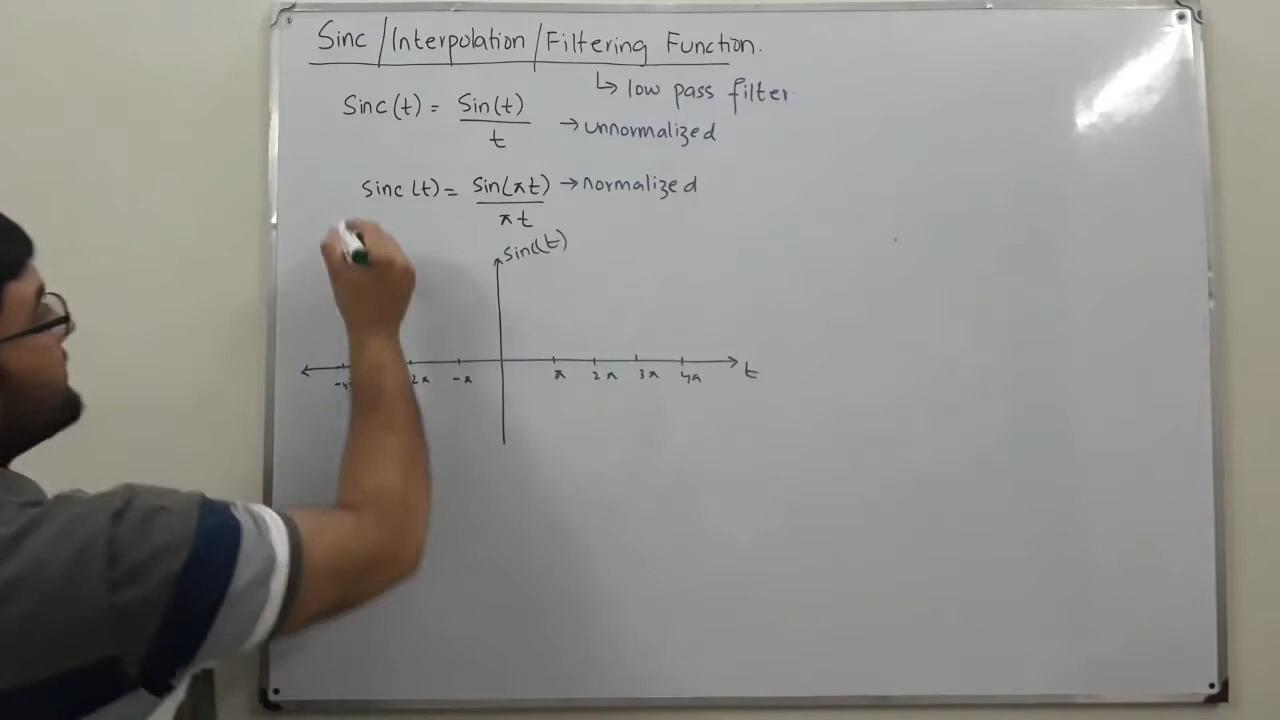 Sinc / Interpolation / Filtering Function.
↳ low pass filter
Sinc(t) = Sin(t) / t → unnormalized
Sinc(t) = Sin(πt) / πt → normalized
Sinc(t)
2π -π π 2π 3π 4π t